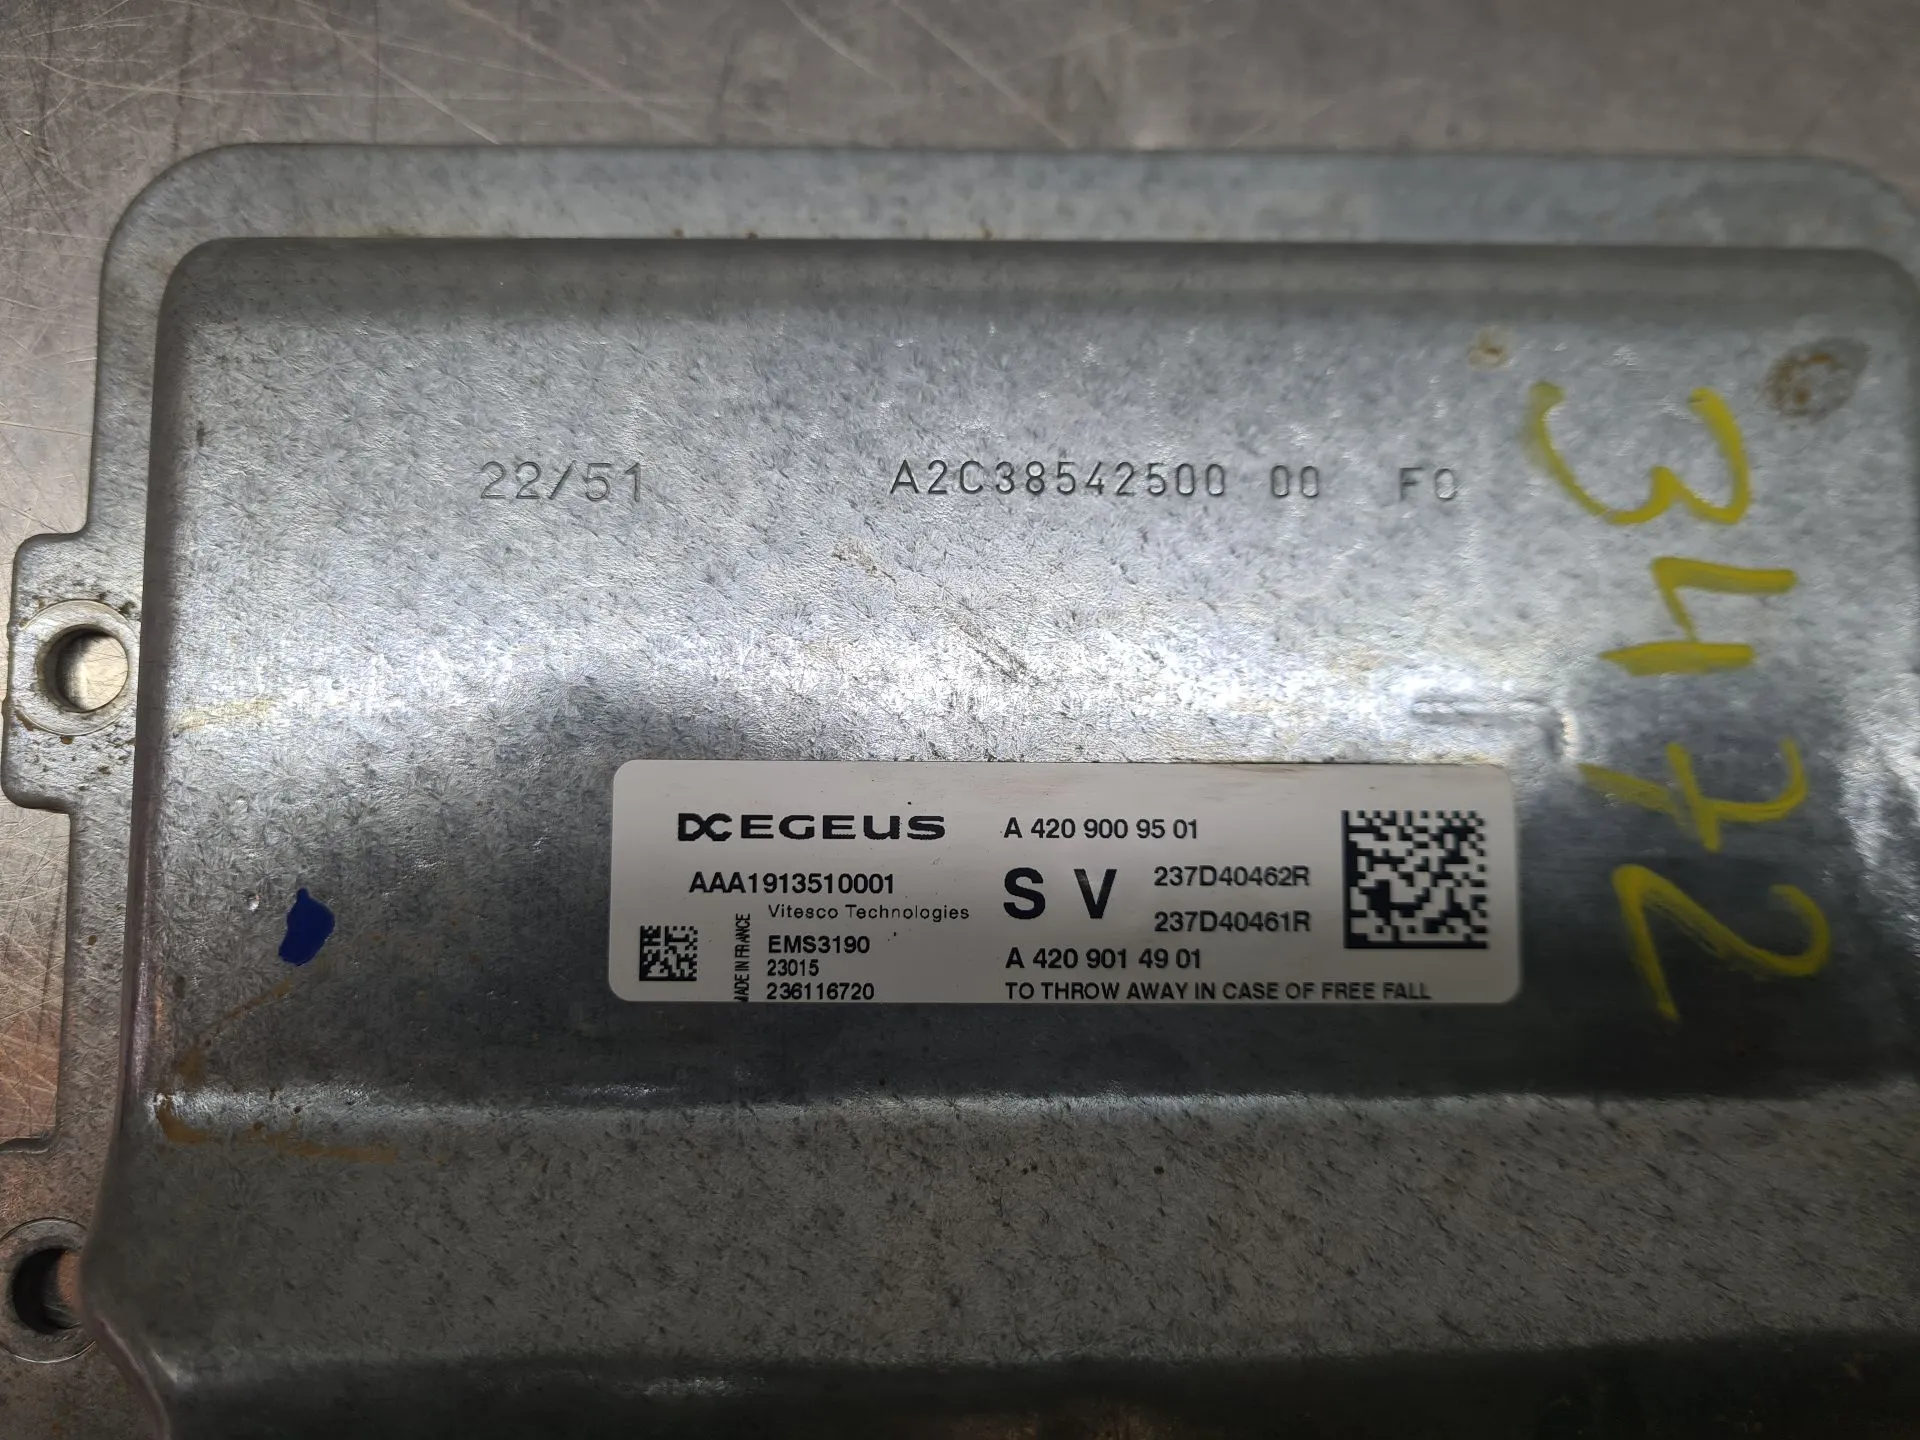 22/51 A2C38542500 00 F0
3472
DCEGEUS A 420 900 95 01
AAA1913510001 S V 237D40462R
Vitesco Technologies 237D40461R
MADE IN FRANCE
EMS3190 A 420 901 49 01
23015
236116720 TO THROW AWAY IN CASE OF FREE FALL